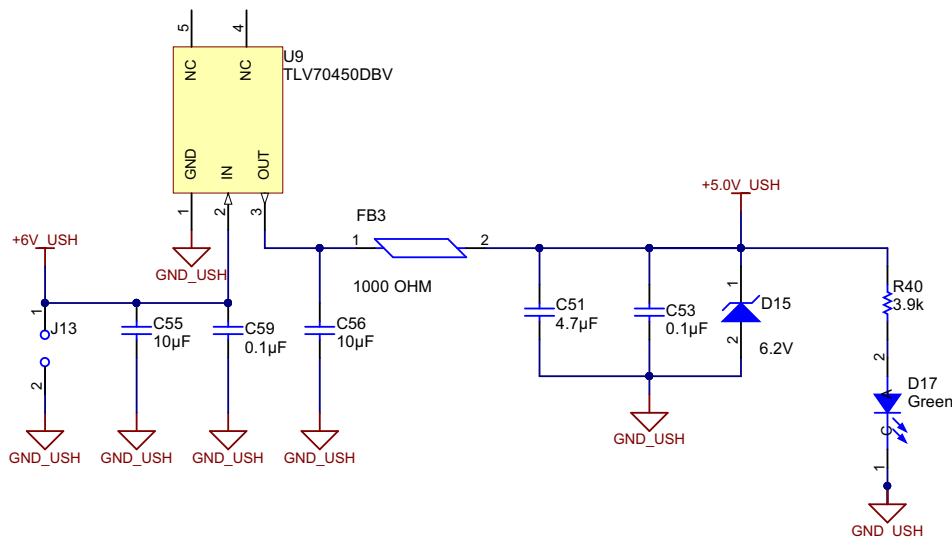 5
4
NC
NC
U9
TLV70450DBV
GND
IN
OUT
1
2
3
GND_USH
+6V_USH
1
J13
2
C55
10µF
C59
0.1µF
C56
10µF
FB3
1
2
1000 OHM
+5.0V_USH
C51
4.7µF
C53
0.1µF
1
D15
2
6.2V
R40
3.9k
2
A
D17
Green
C
1
GND_USH
GND_USH
GND_USH
GND_USH
GND_USH
GND_USH